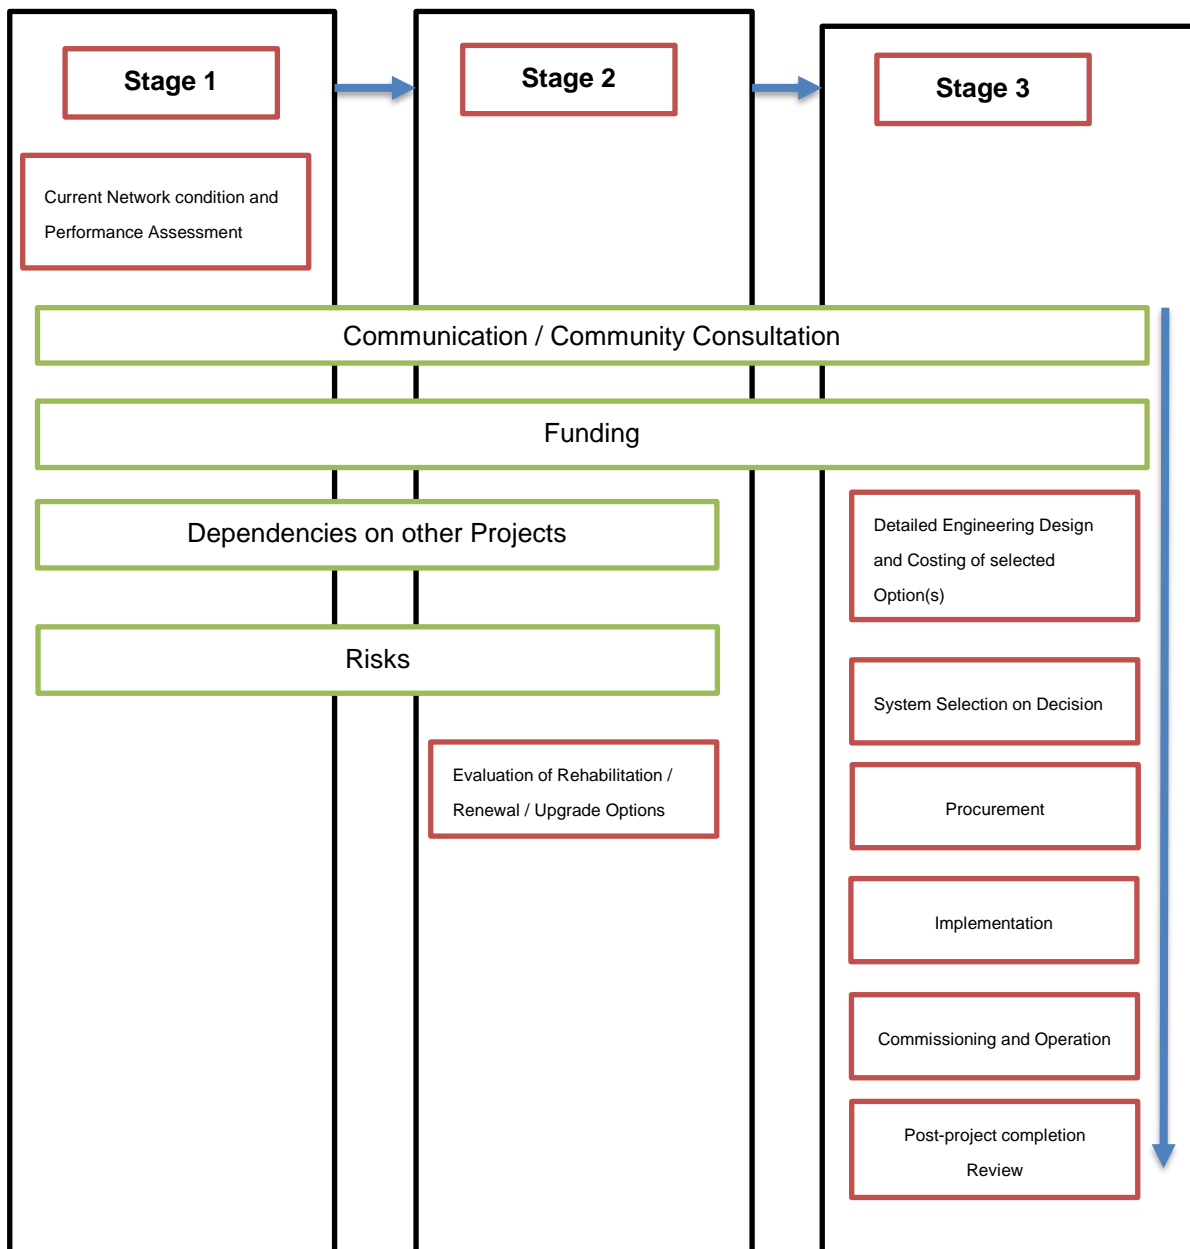 Stage 1
Stage 2
Stage 3
Current Network condition and
Performance Assessment
Communication / Community Consultation
Funding
Dependencies on other Projects
Detailed Engineering Design
and Costing of selected
Option(s)
Risks
System Selection on Decision
Evaluation of Rehabilitation /
Renewal / Upgrade Options
Procurement
Implementation
Commissioning and Operation
Post-project completion
Review